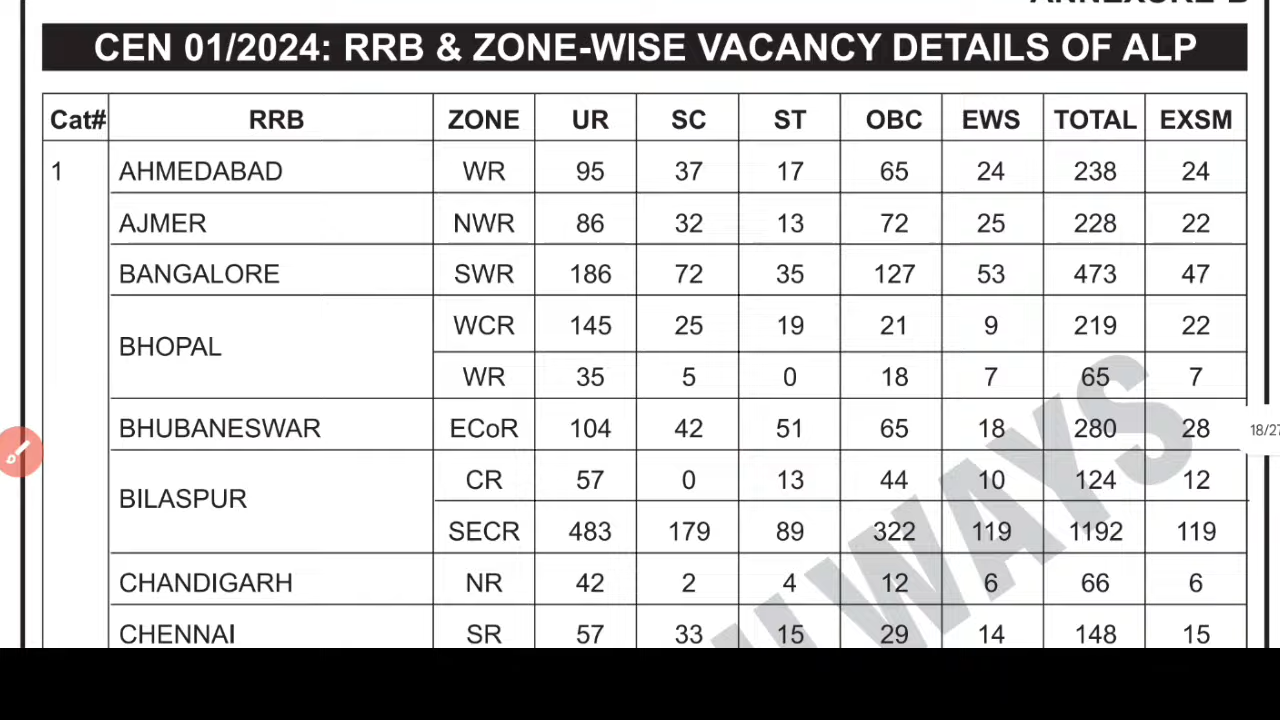 CEN 01/2024: RRB & ZONE-WISE VACANCY DETAILS OF ALP
Cat# RRB ZONE UR SC ST OBC EWS TOTAL EXSM
1 AHMEDABAD WR 95 37 17 65 24 238 24
AJMER NWR 86 32 13 72 25 228 22
BANGALORE SWR 186 72 35 127 53 473 47
BHOPAL WCR 145 25 19 21 9 219 22
WR 35 5 0 18 7 65 7
BHUBANESWAR ECoR 104 42 51 65 18 280 28
18/27
BILASPUR CR 57 0 13 44 10 124 12
SECR 483 179 89 322 119 1192 119
CHANDIGARH NR 42 2 4 12 6 66 6
CHENNAI SR 57 33 15 29 14 148 15